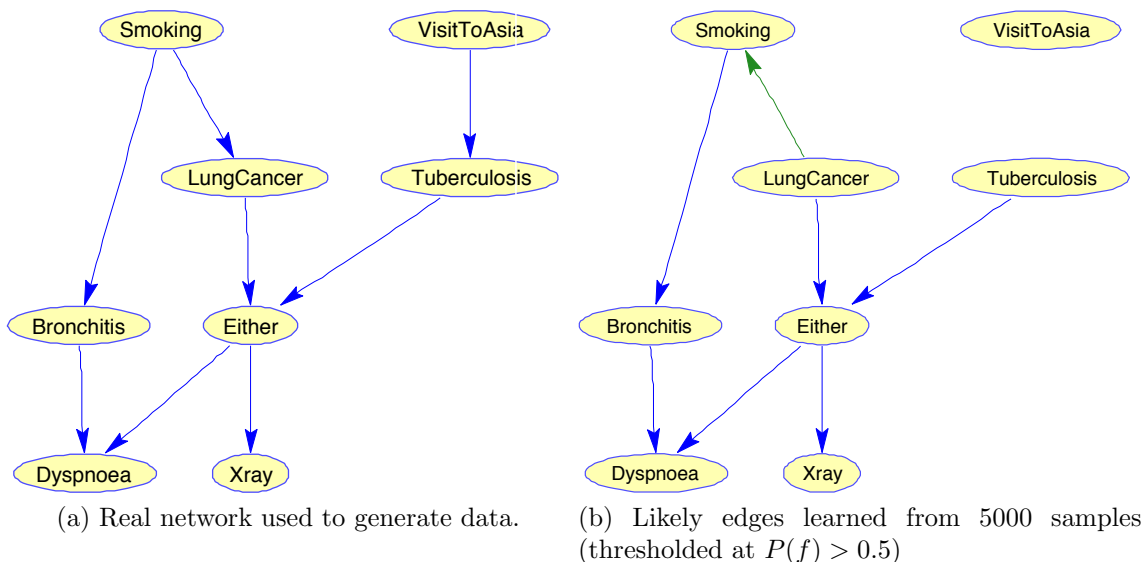 Smoking
VisitToAsia
LungCancer
Tuberculosis
Bronchitis
Either
Dyspnoea
Xray
(a) Real network used to generate data.
Smoking
VisitToAsia
LungCancer
Tuberculosis
Bronchitis
Either
Dyspnoea
Xray
(b) Likely edges learned from 5000 samples
(thresholded at P(f) > 0.5)